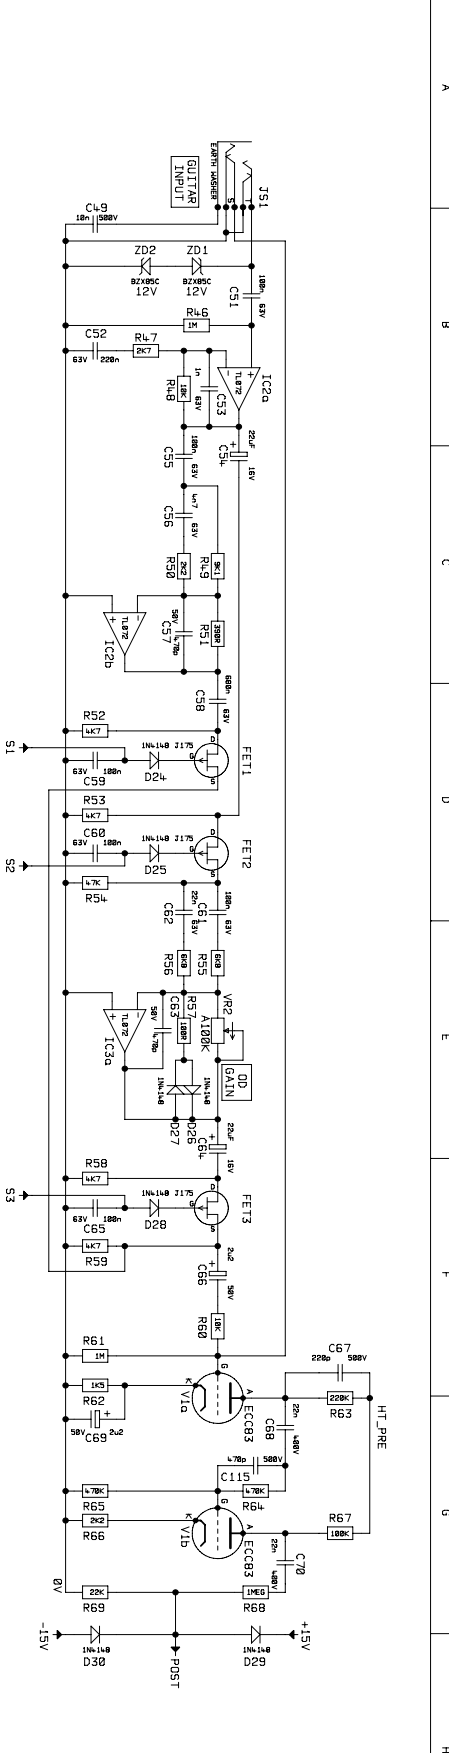 A
B
C
D
E
F
G
H
GUITAR
INPUT
EARTH WASHER
JS1
S
T
C49
10n 500V
ZD2
BZX85C
12V
ZD1
BZX85C
12V
C51
100n
63V
R46
1M
C52
63V 220n
R47
2K7
R48
10K
C53
1n
63V
IC2a
TL072
C54
22uF
16V
C55
100n
63V
C56
4n7
63V
R50
2K2
R49
9K1
R51
390R
C57
50V
470p
IC2b
TL072
C58
680n
63V
R52
4K7
S1
C59
63V 100n
1N4148
D24
J175
D
G
S
FET1
R53
4K7
C60
63V 100n
S2
1N4148
D25
J175
D
G
S
FET2
R54
47K
C62
22n
63V
C61
100n
63V
R56
6K8
R55
6K8
IC3a
TL072
C63
50V
470p
R57
100R
VR2
A100K
OD
GAIN
D27
1N4148
D26
1N4148
C64
22uF
16V
R58
4K7
S3
C65
63V 100n
1N4148
D28
J175
D
G
S
FET3
R59
4K7
C66
2u2
50V
R60
10K
R61
1M
R62
1K5
C69
50V 2u2
V1a
ECC83
K
G
A
C67
220p 500V
R63
220K
HT_PRE
C68
22n
400V
C115
470p 500V
R64
470K
R65
470K
R66
2K2
V1b
ECC83
K
G
A
R67
100K
C70
22n
400V
0V
R69
22K
R68
1MEG
-15V
1N4148
D30
POST
1N4148
D29
+15V